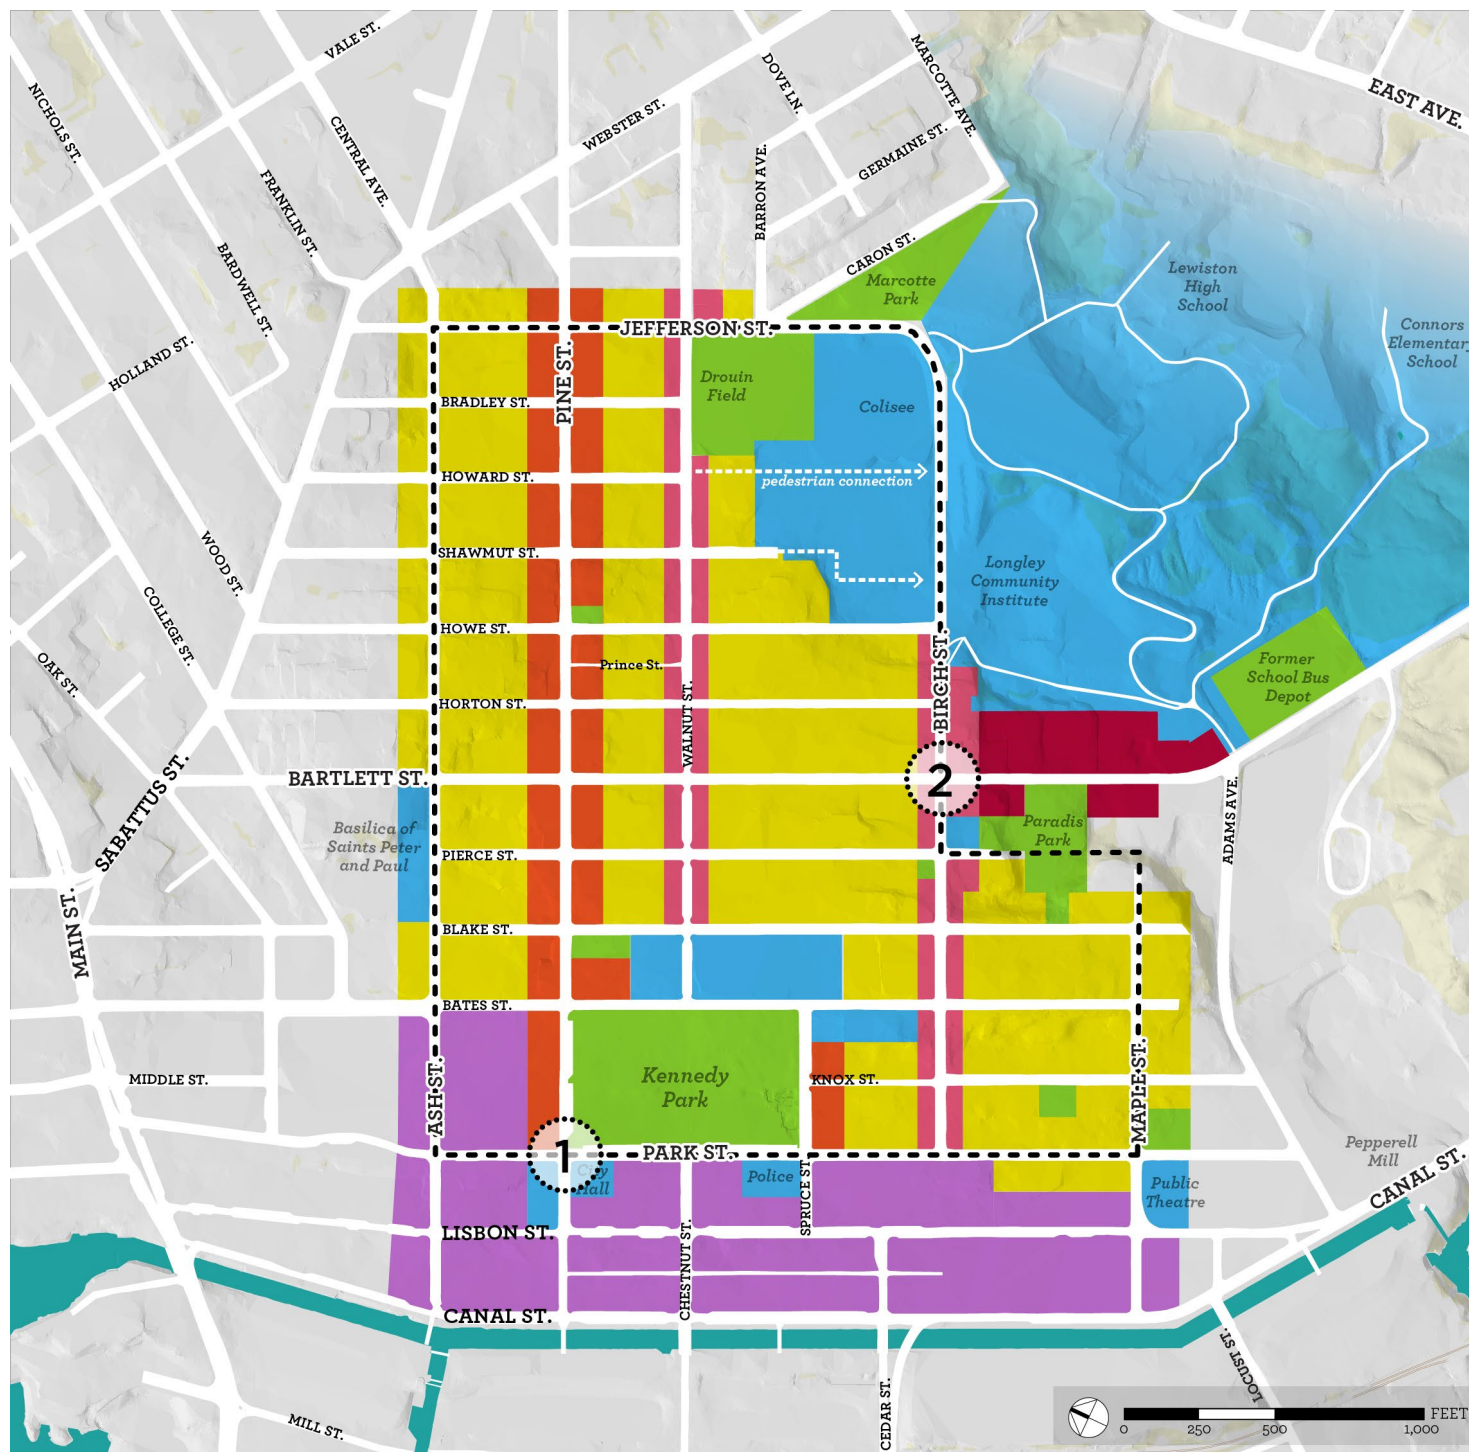 VALE ST.
NICHOLS ST.
CENTRAL AVE.
FRANKLIN ST.
BARDWELL ST.
HOLLAND ST.
WEBSTER ST.
DOVE LN.
MARCOTTE AVE.
GERMAINE ST.
BARRON AVE.
CARON ST.
EAST AVE.
Marcotte
Park
Lewiston
High
School
Connors
Elementary
School
JEFFERSON ST.
PINE ST.
Drouin
Field
Colisee
BRADLEY ST.
HOWARD ST.
pedestrian connection
SHAWMUT ST.
WOOD ST.
COLLEGE ST.
OAK ST.
Longley
Community
Institute
HOWE ST.
Prince St.
BIRCH ST.
WALNUT ST.
HORTON ST.
Former
School Bus
Depot
SABATTUS ST.
BARTLETT ST.
2
Basilica of
Saints Peter
and Paul
PIERCE ST.
Paradis
Park
ADAMS AVE.
MAIN ST.
BLAKE ST.
BATES ST.
MIDDLE ST.
ASH ST.
Kennedy
Park
KNOX ST.
MAPLE ST.
1
PARK ST.
City
Hall
Police
SPRUCE ST.
Public
Theatre
Pepperell
Mill
CANAL ST.
LISBON ST.
CHESTNUT ST.
CANAL ST.
CEDAR ST.
LOCUST ST.
MILL ST.
0 250 500 1,000 FEET